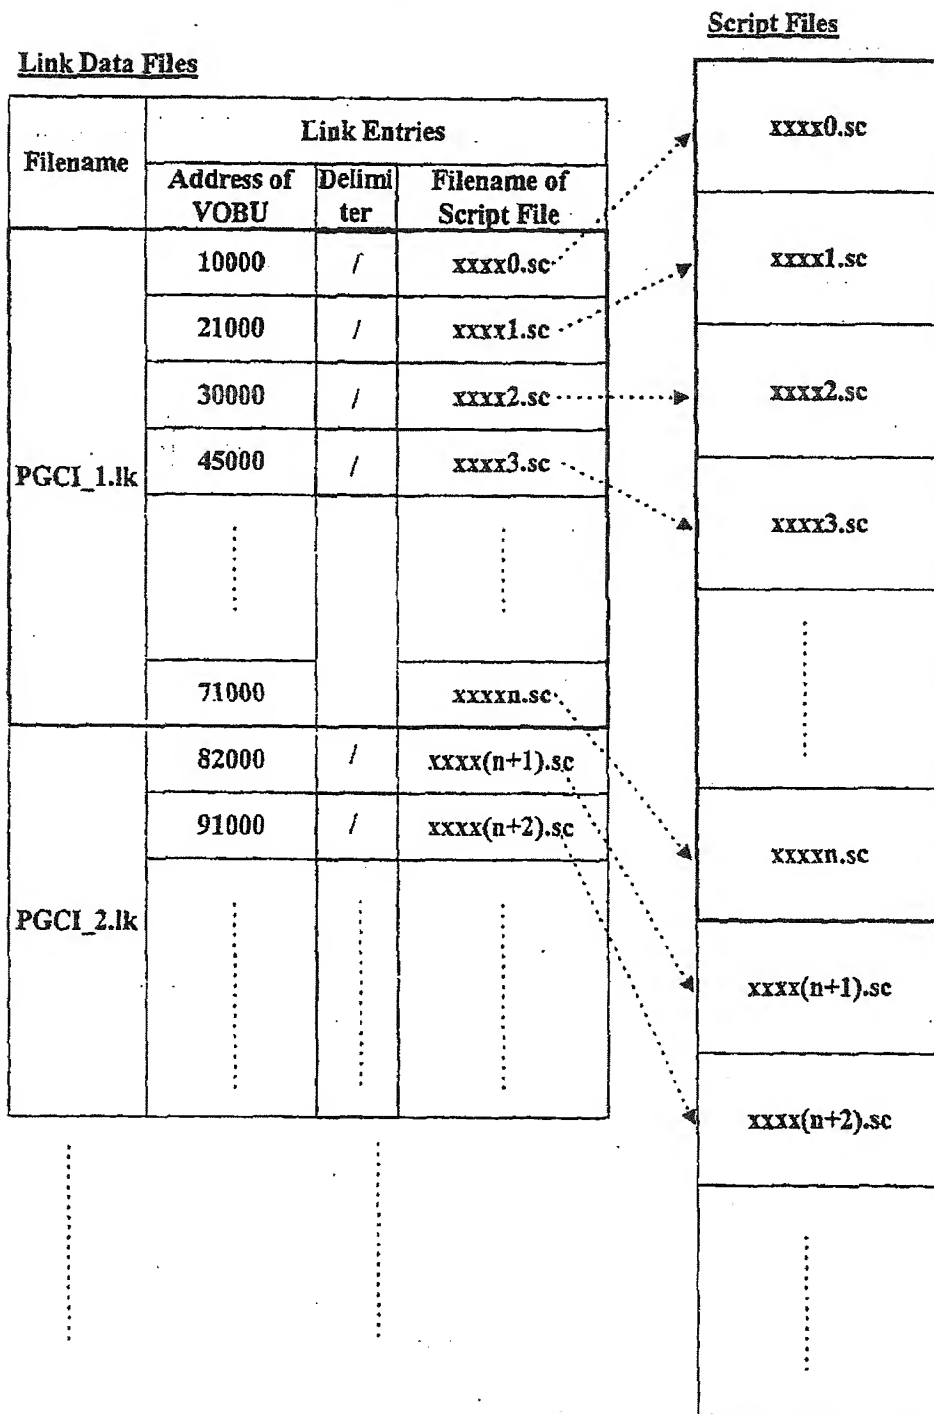 Script Files
Link Data Files
Filename
Link Entries
Address of
VOBU
Delimi
ter
Filename of
Script File
PGCI_1.lk
10000 / xxxx0.sc
21000 / xxxx1.sc
30000 / xxxx2.sc
45000 / xxxx3.sc
71000 xxxxn.sc
PGCI_2.lk
82000 / xxxx(n+1).sc
91000 / xxxx(n+2).sc
xxxx0.sc
xxxx1.sc
xxxx2.sc
xxxx3.sc
xxxxn.sc
xxxx(n+1).sc
xxxx(n+2).sc